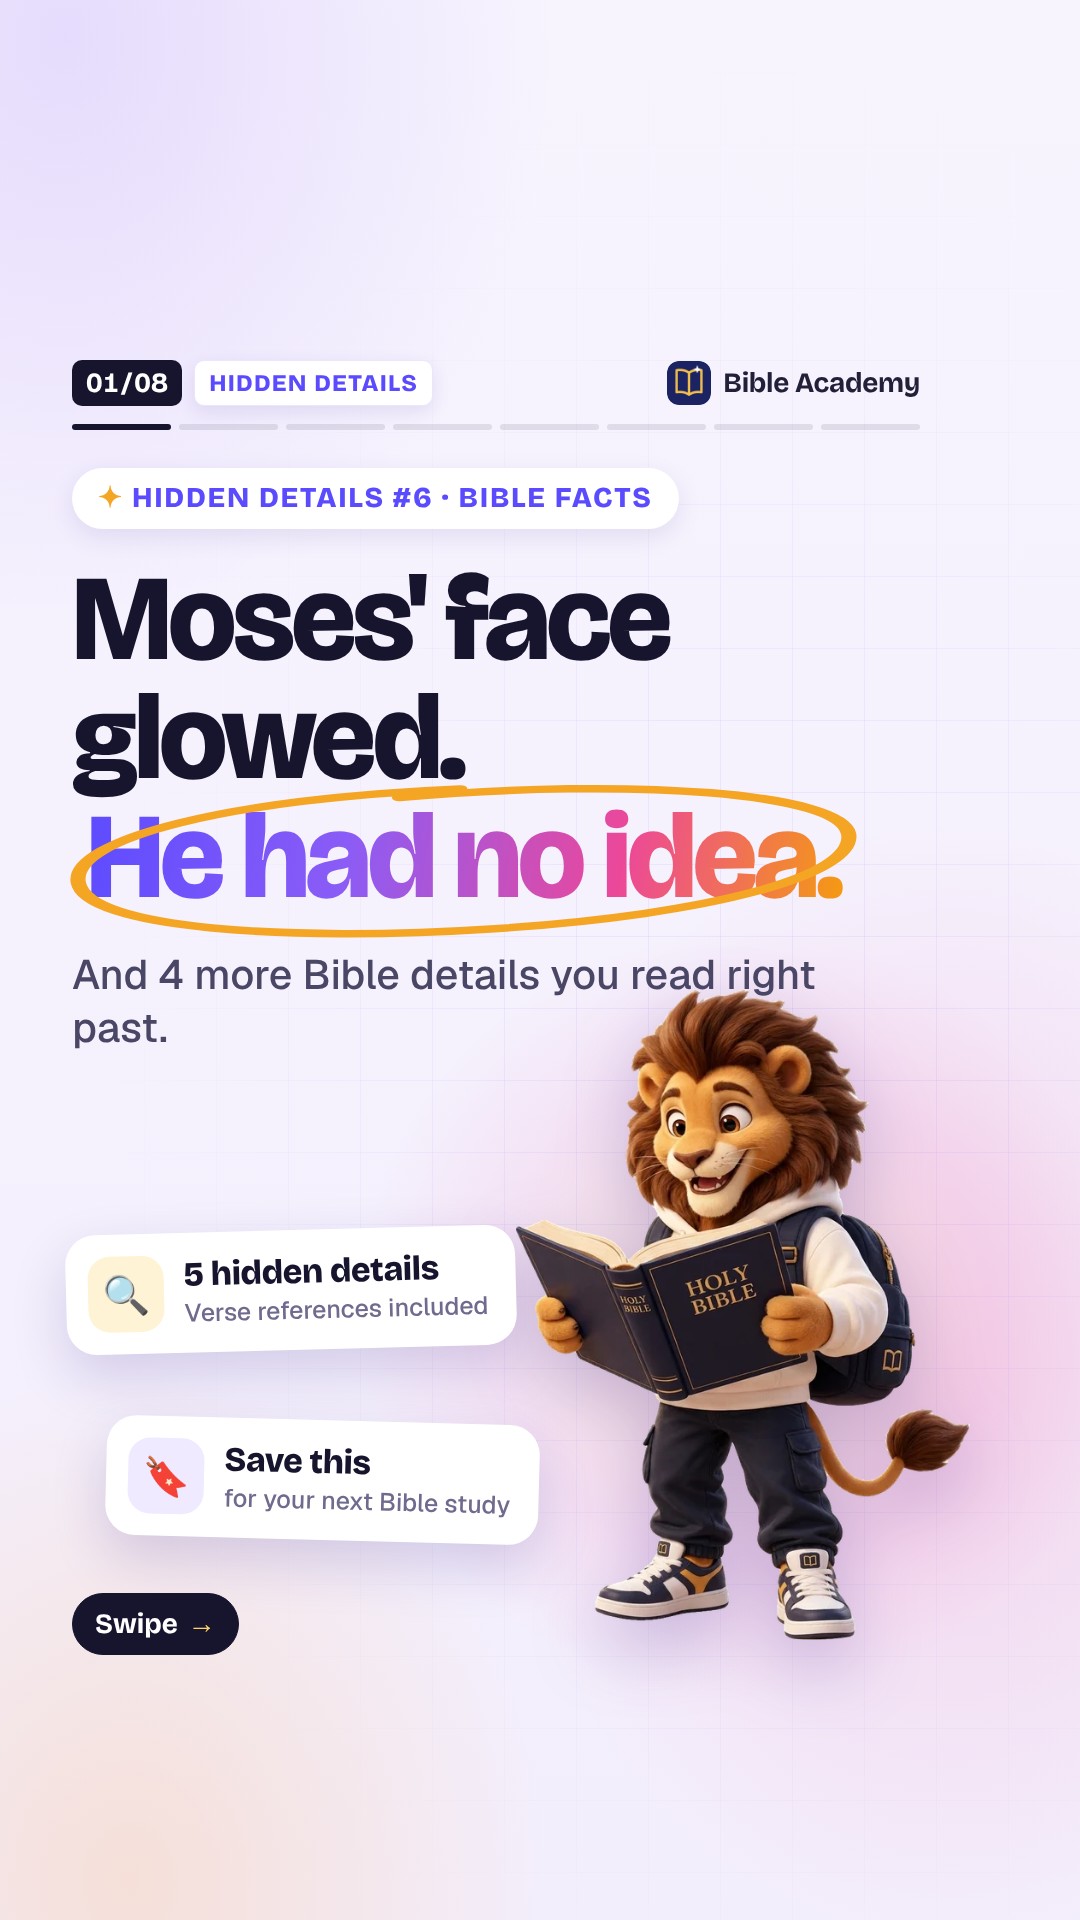 01/08
HIDDEN DETAILS
Bible Academy
✦ HIDDEN DETAILS #6 · BIBLE FACTS
Moses' face
glowed.
He had no idea.
And 4 more Bible details you read right
past.
5 hidden details
Verse references included
HOLY
BIBLE
HOLY
BIBLE
Save this
for your next Bible study
Swipe →